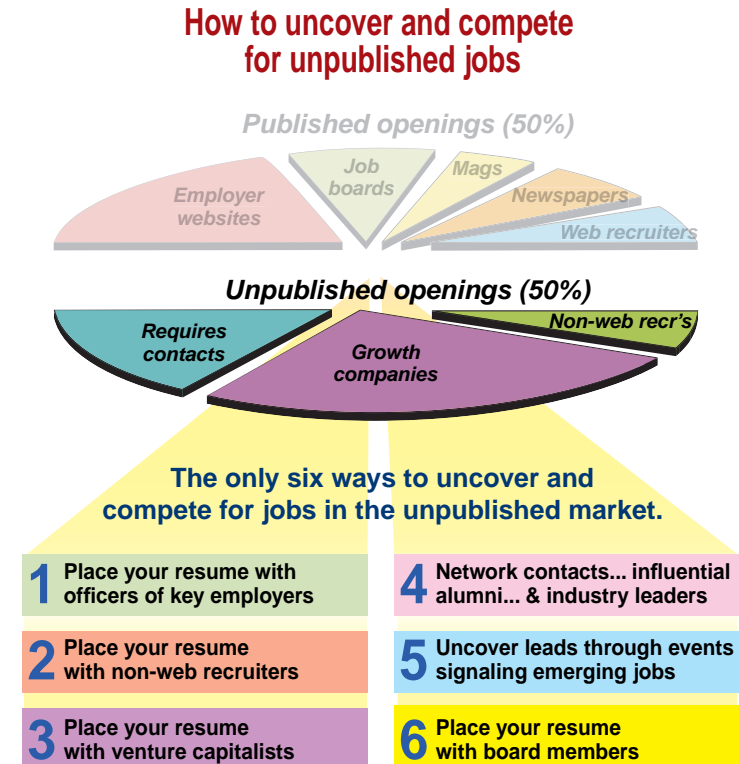 How to uncover and compete
for unpublished jobs
Published openings (50%)
Employer
websites
Job
boards
Mags
Newspapers
Web recruiters
Unpublished openings (50%)
Requires
contacts
Growth
companies
Non-web recr's
The only six ways to uncover and
compete for jobs in the unpublished market.
1 Place your resume with
officers of key employers
2 Place your resume
with non-web recruiters
3 Place your resume
with venture capitalists
4 Network contacts... influential
alumni... & industry leaders
5 Uncover leads through events
signaling emerging jobs
6 Place your resume
with board members